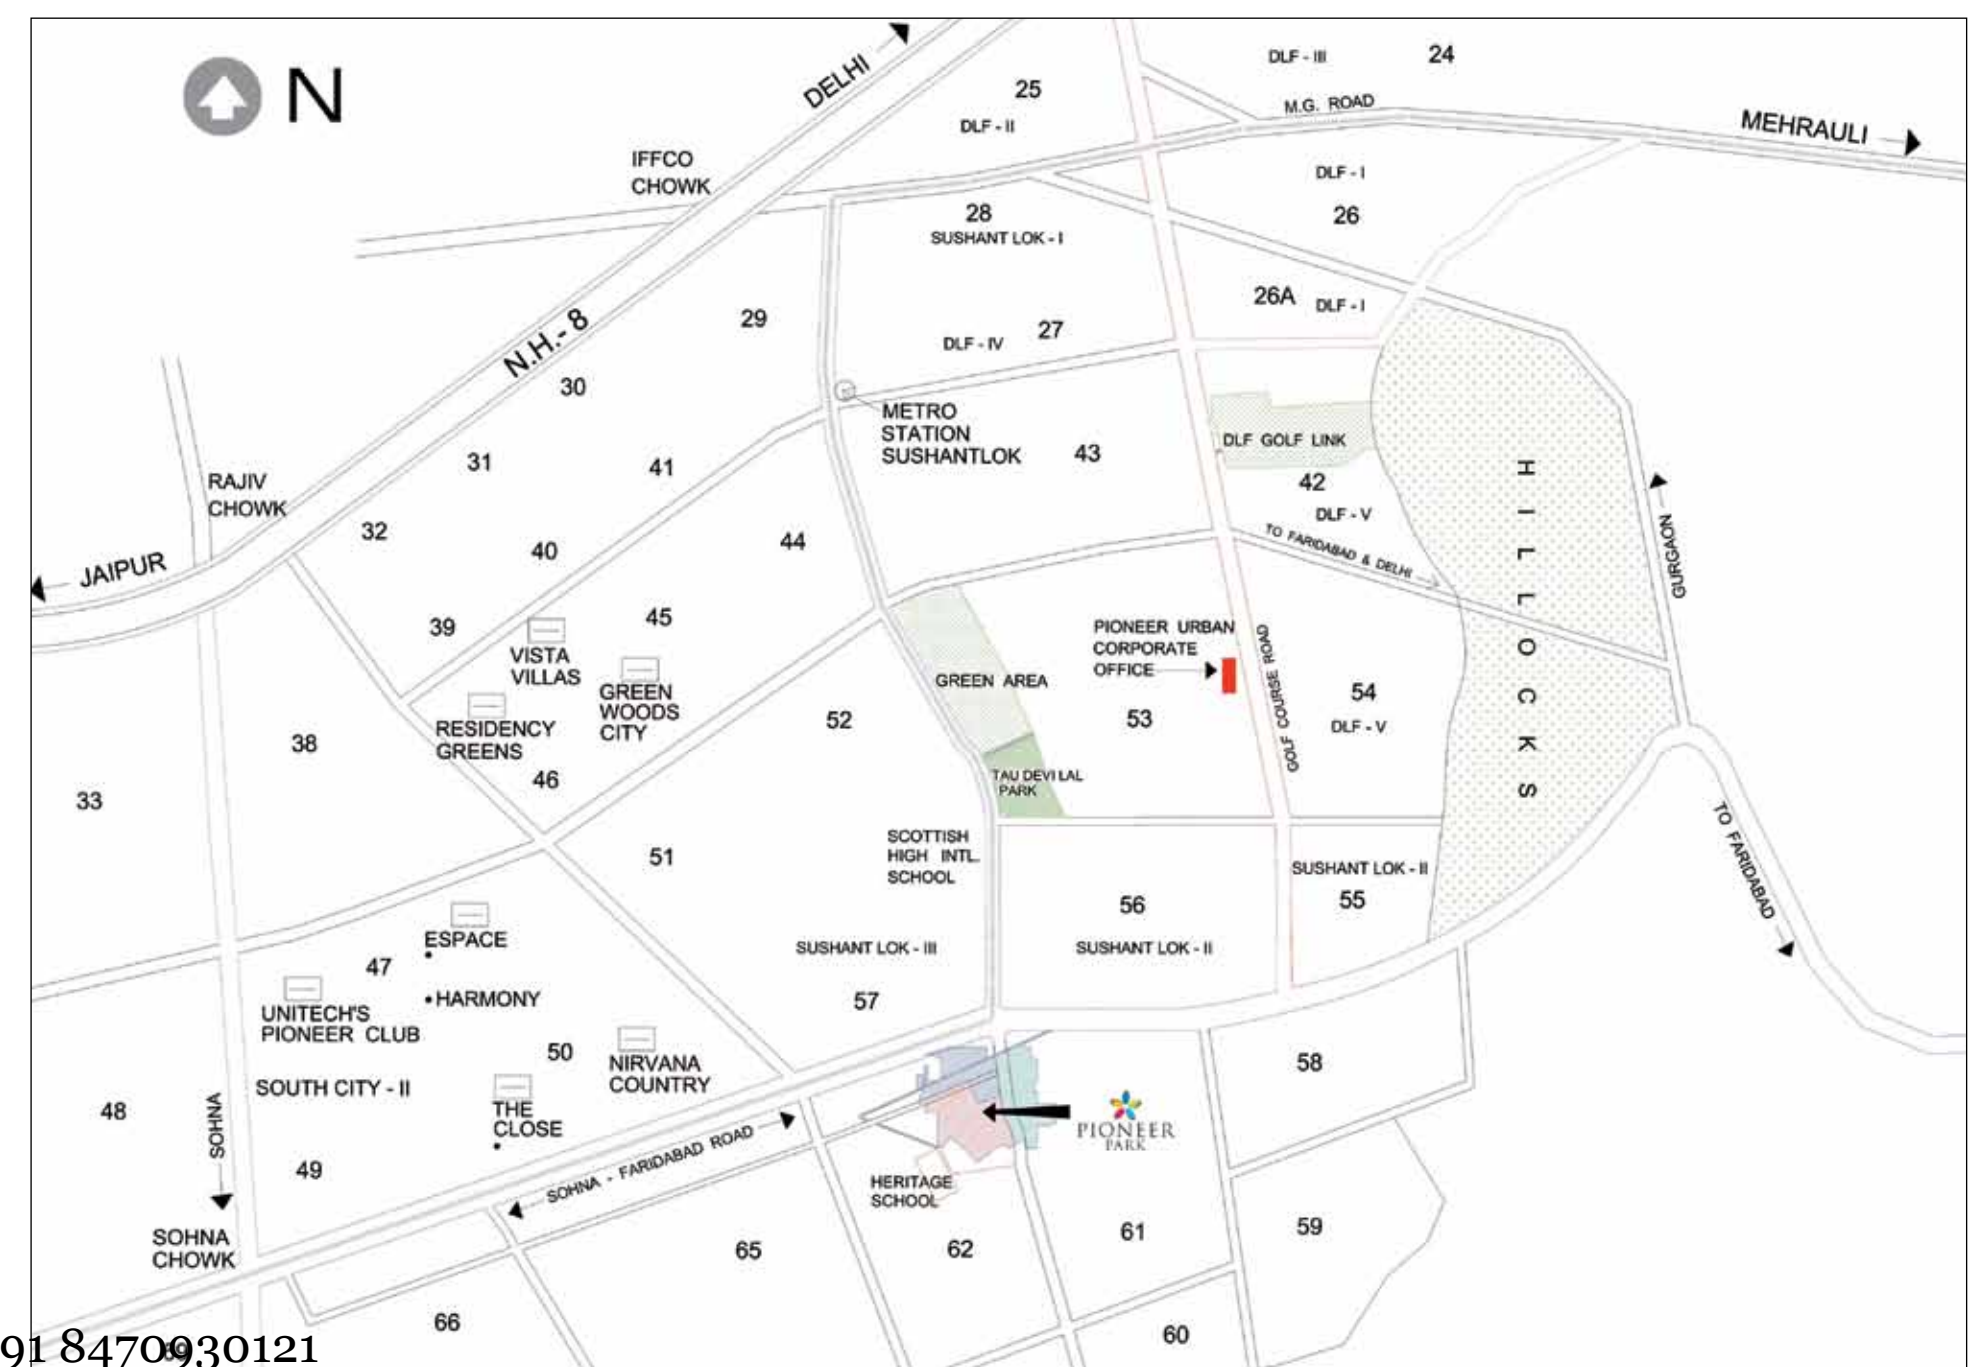 N
DELHI
25
DLF - II
DLF - III
24
M.G. ROAD
MEHRAULI
IFFCO
CHOWK
28
SUSHANT LOK - I
DLF - I
26
26A
DLF - I
29
27
DLF - IV
N.H.- 8
30
METRO
STATION
SUSHANTLOK
43
DLF GOLF LINK
42
DLF - V
TO FARIDABAD & DELHI
HILLOCKS
GURGAON
31
41
RAJIV
CHOWK
32
40
44
JAIPUR
39
45
VISTA
VILLAS
GREEN
WOODS
CITY
RESIDENCY
GREENS
46
38
33
GREEN AREA
PIONEER URBAN
CORPORATE
OFFICE
GOLF COURSE ROAD
54
DLF - V
52
53
TAU DEVI LAL
PARK
TO FARIDABAD
51
SCOTTISH
HIGH INTL.
SCHOOL
SUSHANT LOK - II
55
56
SUSHANT LOK - II
SUSHANT LOK - III
57
ESPACE
47
HARMONY
UNITECH'S
PIONEER CLUB
50
NIRVANA
COUNTRY
SOUTH CITY - II
THE
CLOSE
48
SOHNA
49
SOHNA - FARIDABAD ROAD
SOHNA
CHOWK
58
PIONEER
PARK
HERITAGE
SCHOOL
61
59
65
62
66
60
69
91 8470930121